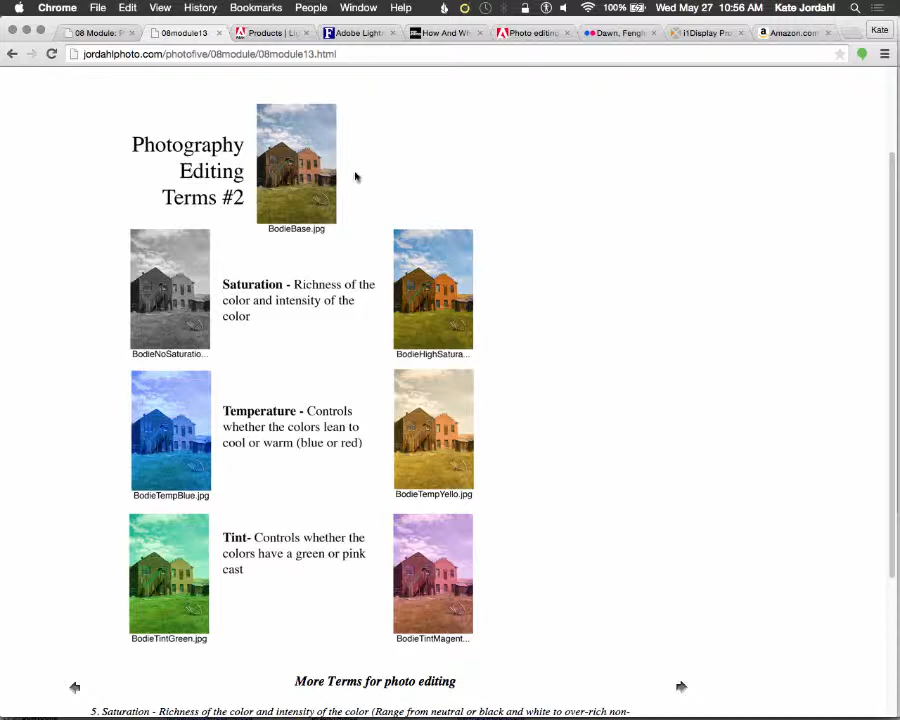 Chrome File Edit View History Bookmarks People Window Help 100% Wed May 27 10:56 AM Kate Jordahl
08 Module: P 08module13 Products | Li Adobe Light How And Wh Photo editing Dawn, Fengh i1Display Pro Amazon.com Kate
jordahlphoto.com/photofive/08module/08module13.html
Photography
Editing
Terms #2
BodieBase.jpg
Saturation - Richness of the
color and intensity of the
color
BodieNoSaturatio... BodieHighSatura...
Temperature - Controls
whether the colors lean to
cool or warm (blue or red)
BodieTempBlue.jpg BodieTempYello.jpg
Tint- Controls whether the
colors have a green or pink
cast
BodieTintGreen.jpg BodieTintMagent...
More Terms for photo editing
5. Saturation - Richness of the color and intensity of the color (Range from neutral or black and white to over-rich non-